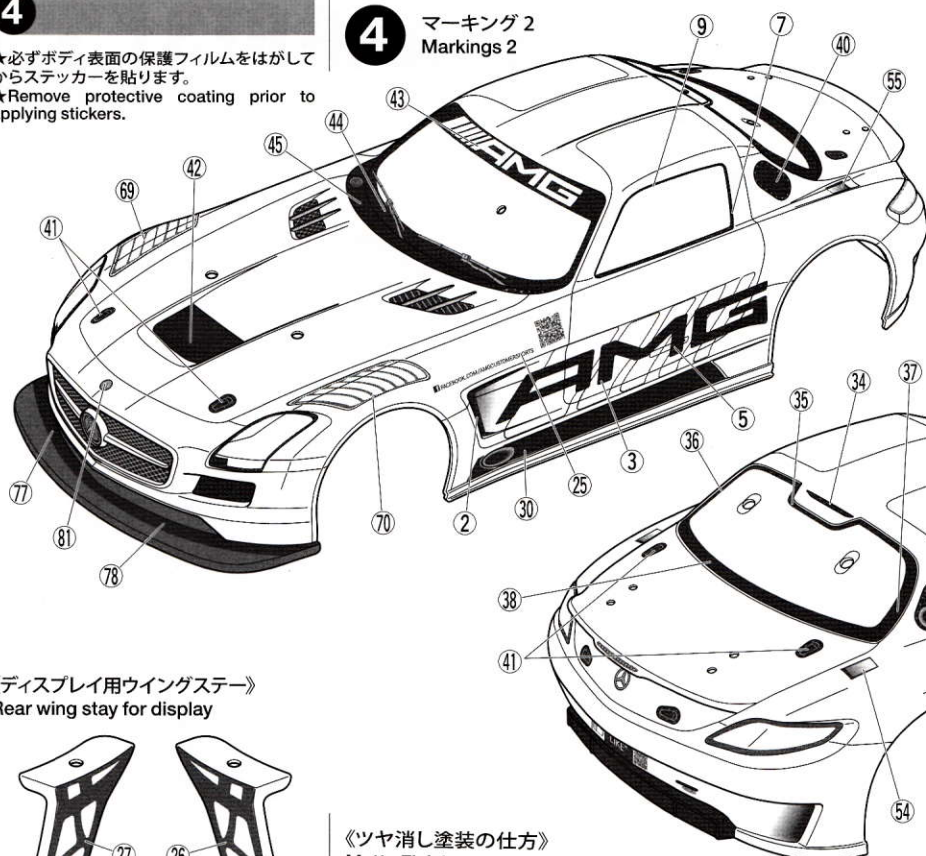 4
★必ずボディ表面の保護フィルムをはがして
からステッカーを貼ります。
★Remove protective coating prior to
applying stickers.
4
マーキング 2
Markings 2
9
7
40
55
43
44
45
42
69
41
AMG
AMG
FACEBOOK.COM/AMGCUSTOMERSPORTS
77
81
78
70
2
30
25
3
5
36
35
34
37
38
41
54
LIKE
《ディスプレイ用ウイングステー》
Rear wing stay for display
27
26
《ツヤ消し塗装の仕方》